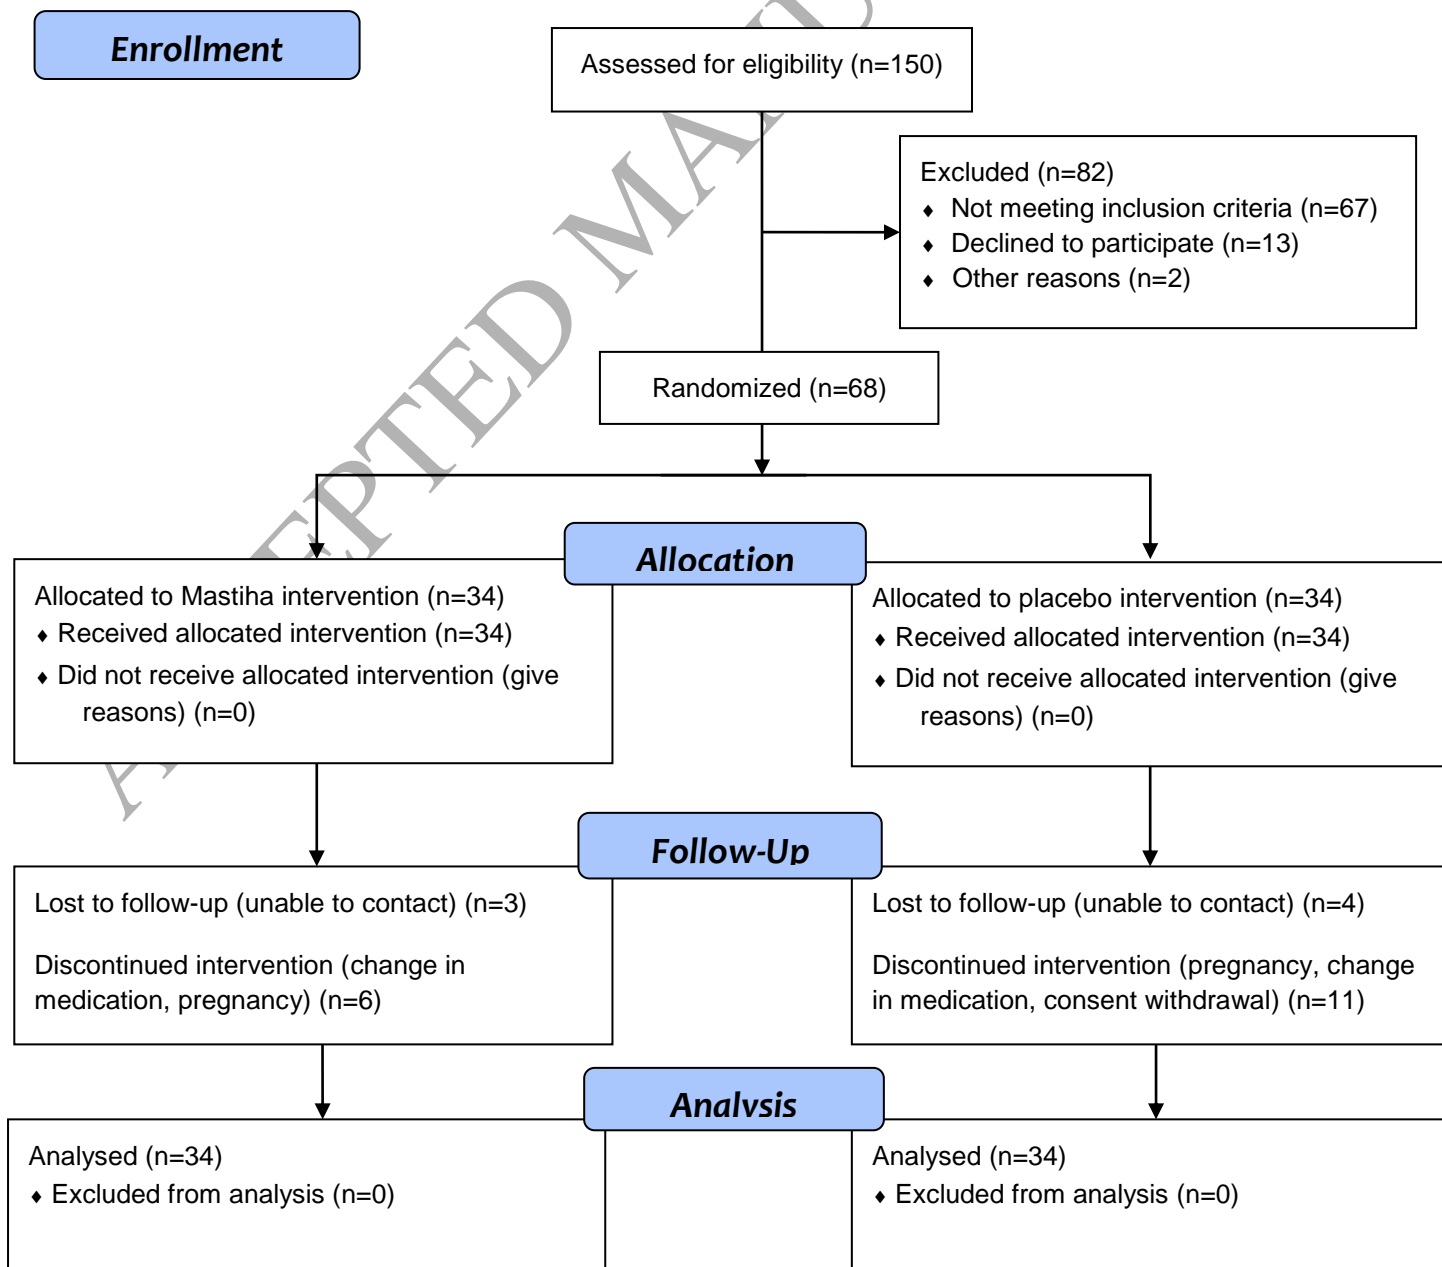 Enrollment
Assessed for eligibility (n=150)
Excluded (n=82)
♦ Not meeting inclusion criteria (n=67)
♦ Declined to participate (n=13)
♦ Other reasons (n=2)
Randomized (n=68)
Allocation
Allocated to Mastiha intervention (n=34)
♦ Received allocated intervention (n=34)
♦ Did not receive allocated intervention (give
reasons) (n=0)
Allocated to placebo intervention (n=34)
♦ Received allocated intervention (n=34)
♦ Did not receive allocated intervention (give
reasons) (n=0)
Follow-Up
Lost to follow-up (unable to contact) (n=3)
Discontinued intervention (change in
medication, pregnancy) (n=6)
Lost to follow-up (unable to contact) (n=4)
Discontinued intervention (pregnancy, change
in medication, consent withdrawal) (n=11)
Analysis
Analysed (n=34)
♦ Excluded from analysis (n=0)
Analysed (n=34)
♦ Excluded from analysis (n=0)